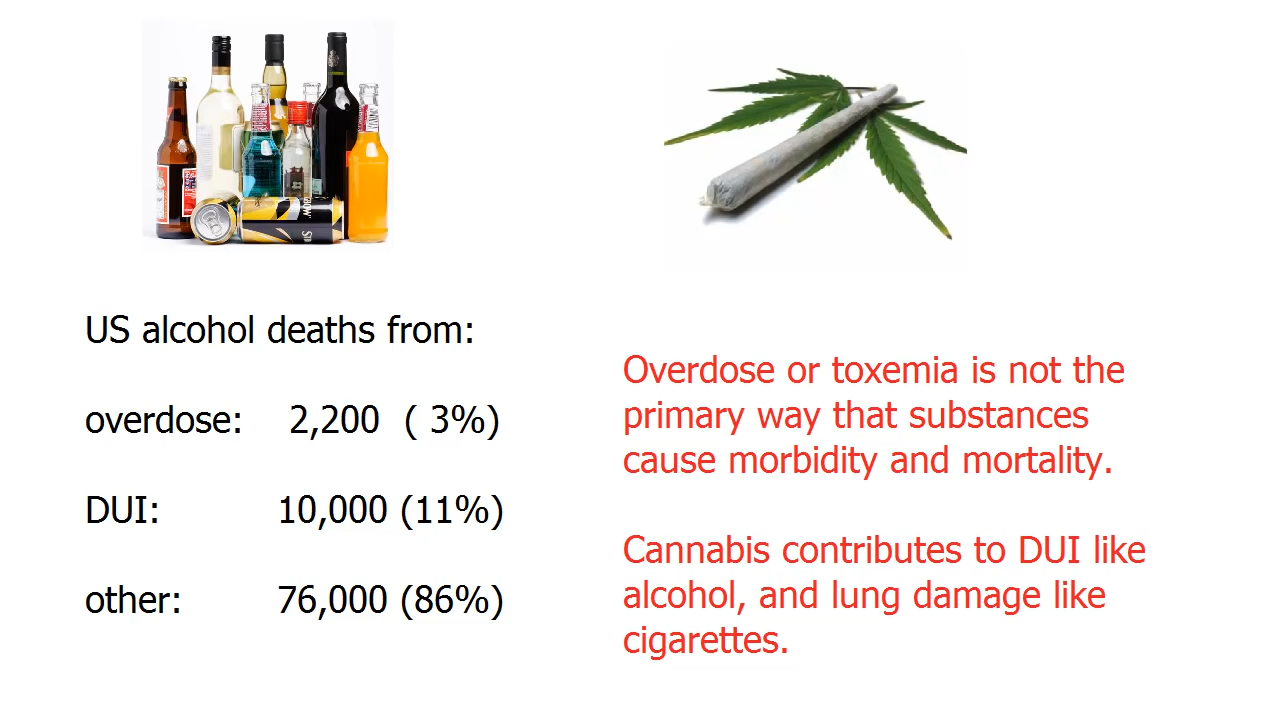 US alcohol deaths from:
overdose: 2,200 ( 3%)
DUI: 10,000 (11%)
other: 76,000 (86%)
Overdose or toxemia is not the
primary way that substances
cause morbidity and mortality.
Cannabis contributes to DUI like
alcohol, and lung damage like
cigarettes.